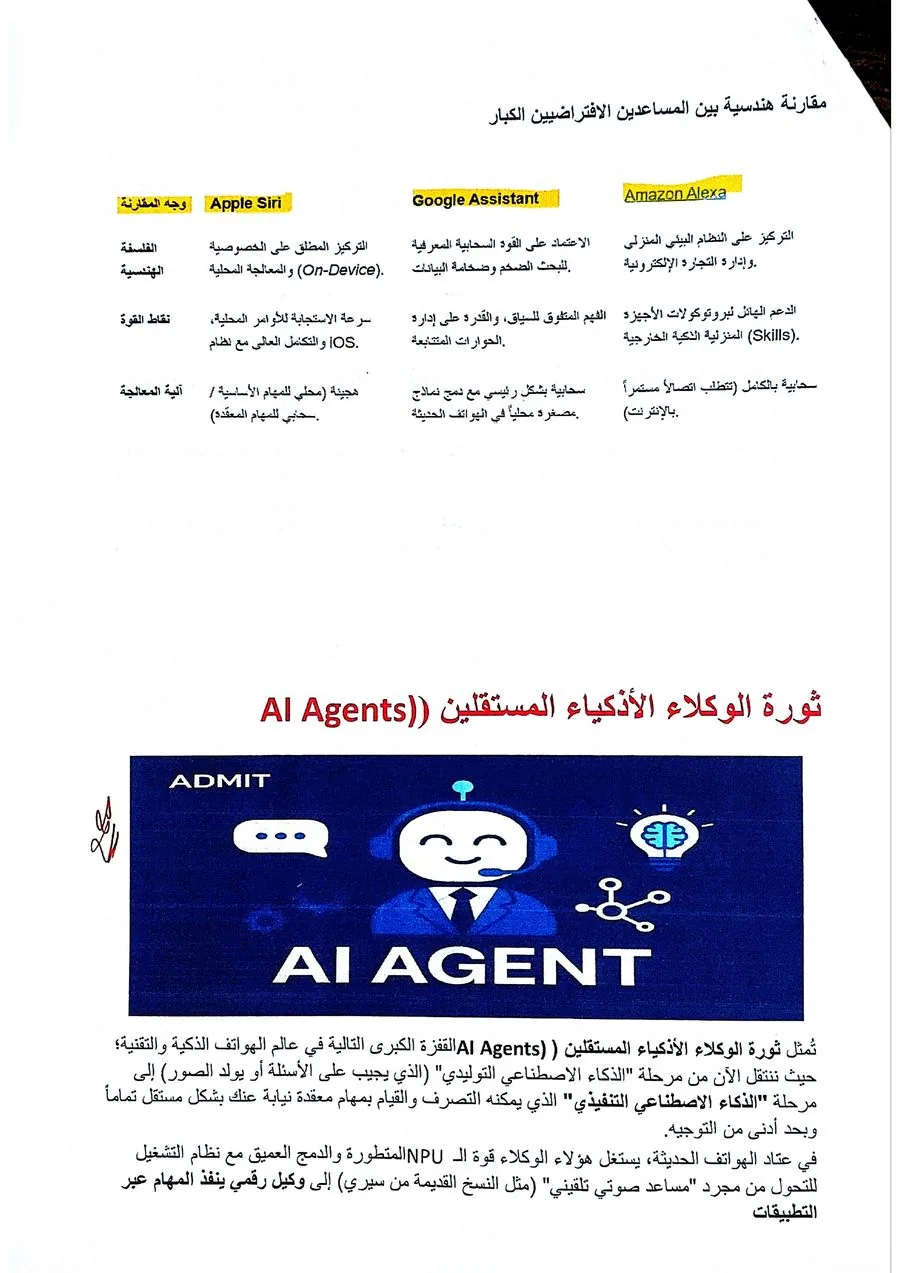 مقارنة هندسية بين المساعدين الافتراضيين الكبار
وجه المقارنة Apple Siri Google Assistant Amazon Alexa
الفلسفة التركيز المطلق على الخصوصية الاعتماد على القوة السحابية المعرفية التركيز على النظام البيئي المنزلي
الهندسية والمعالجة المحلية (On-Device). للبحث الضخم وضخامة البيانات. وإدارة التجارة الإلكترونية.
نقاط القوة سرعة الاستجابة للأوامر المحلية، الفهم المتفوق للسياق، والقدرة على إدارة الدعم الهائل لبروتوكولات الأجهزة
والتكامل العالي مع نظام iOS. الحوارات المتتابعة. المنزلية الذكية الخارجية (Skills).
آلية المعالجة هجينة (محلي للمهام الأساسية / سحابية بشكل رئيسي مع دمج نماذج سحابية بالكامل (تتطلب اتصالاً مستمراً
سحابي للمهام المعقدة). مصغرة محلياً في الهواتف الحديثة. بالإنترنت).
ثورة الوكلاء الأذكياء المستقلين ((AI Agents
ADMIT
AI AGENT
تُمثل ثورة الوكلاء الأذكياء المستقلين ( (AI Agentsالقفزة الكبرى التالية في عالم الهواتف الذكية والتقنية؛
حيث ننتقل الآن من مرحلة "الذكاء الاصطناعي التوليدي" (الذي يجيب على الأسئلة أو يولد الصور) إلى
مرحلة "الذكاء الاصطناعي التنفيذي" الذي يمكنه التصرف والقيام بمهام معقدة نيابة عنك بشكل مستقل تماماً
وبحد أدنى من التوجيه.
في عتاد الهواتف الحديثة، يستغل هؤلاء الوكلاء قوة الـ NPUالمتطورة والدمج العميق مع نظام التشغيل
للتحول من مجرد "مساعد صوتي تلقيني" (مثل النسخ القديمة من سيري) إلى وكيل رقمي ينفذ المهام عبر
التطبيقات